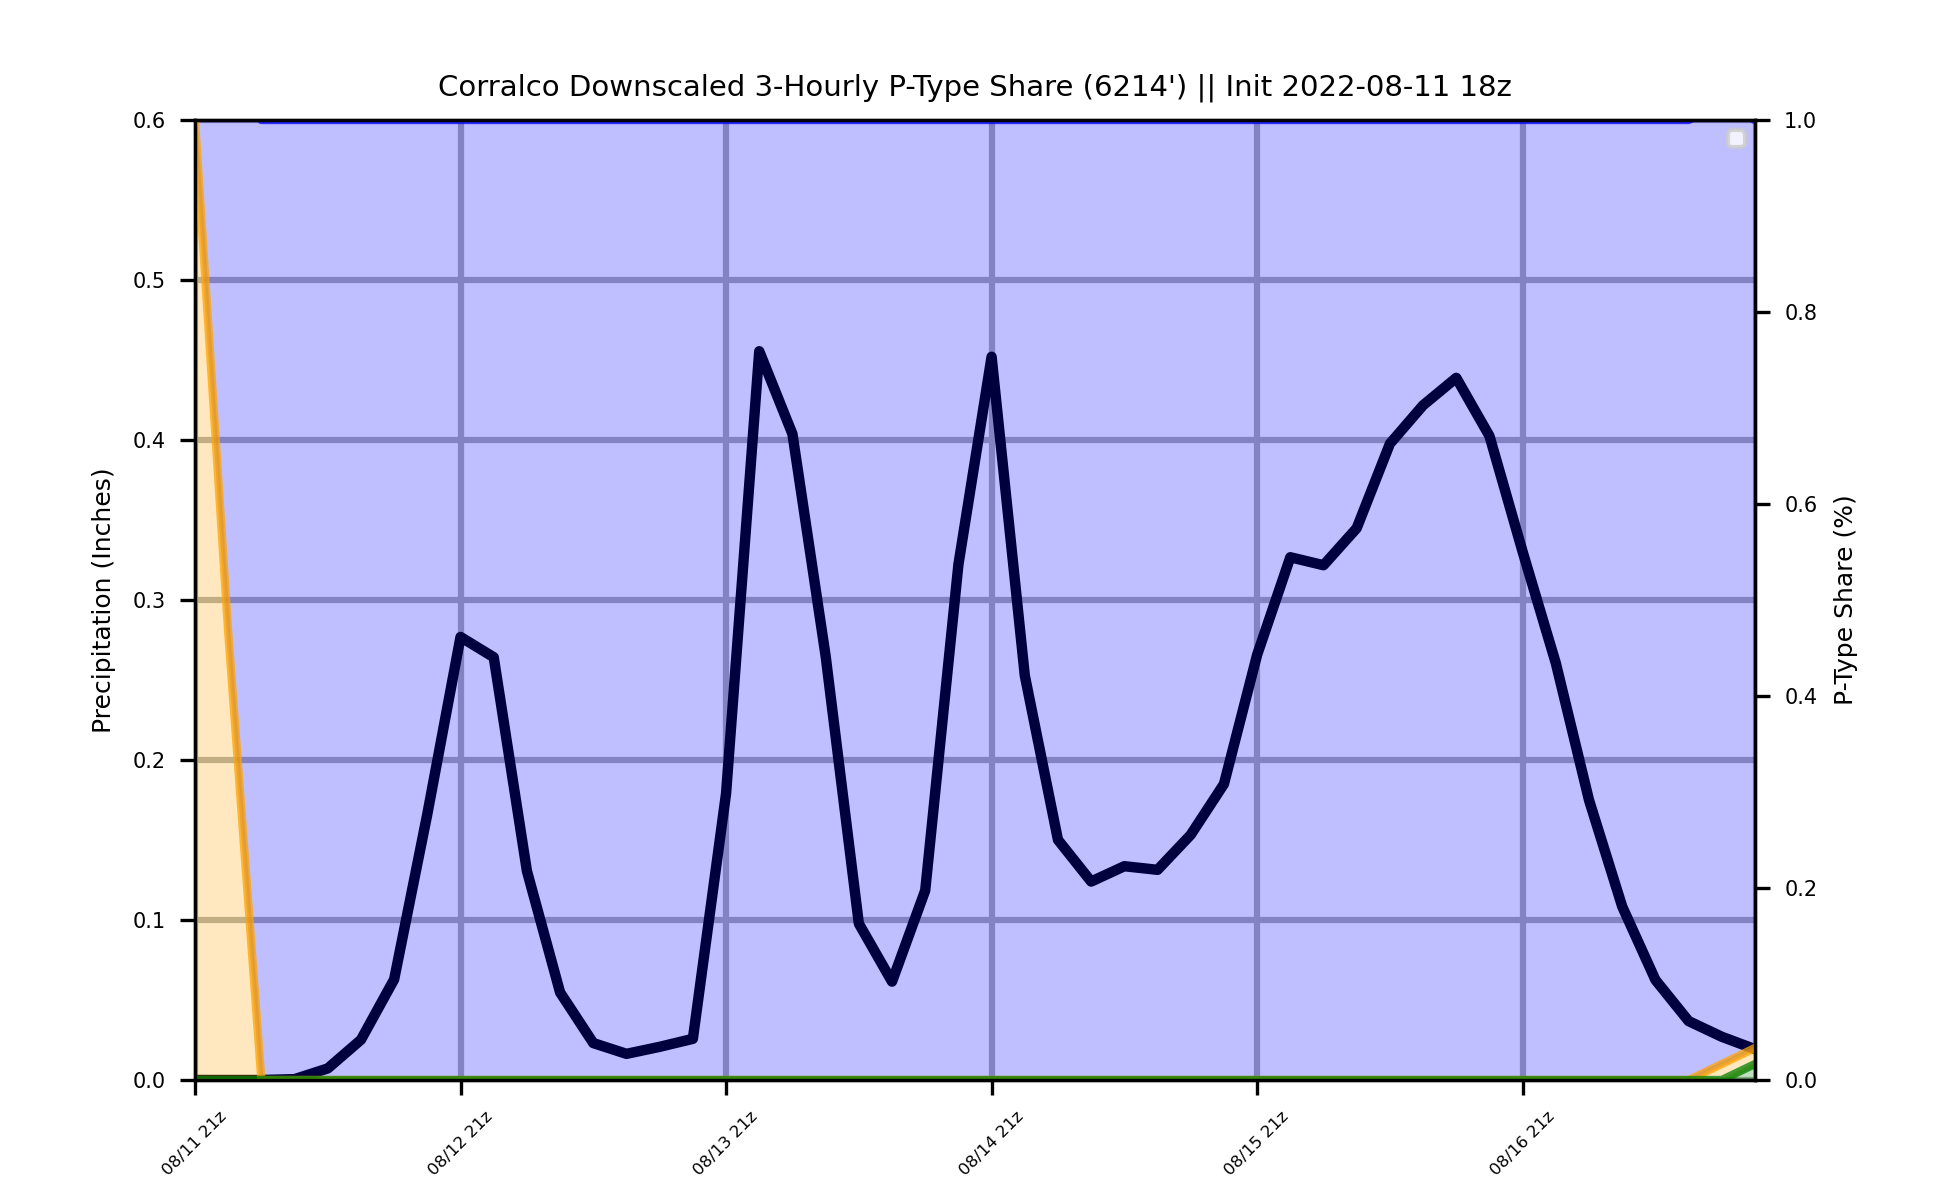 Corralco Downscaled 3-Hourly P-Type Share (6214') || Init 2022-08-11 18z
0.6
0.5
0.4
0.3
0.2
0.1
0.0
Precipitation (Inches)
1.0
0.8
0.6
0.4
0.2
0.0
P-Type Share (%)
08/11 21z
08/12 21z
08/13 21z
08/14 21z
08/15 21z
08/16 21z